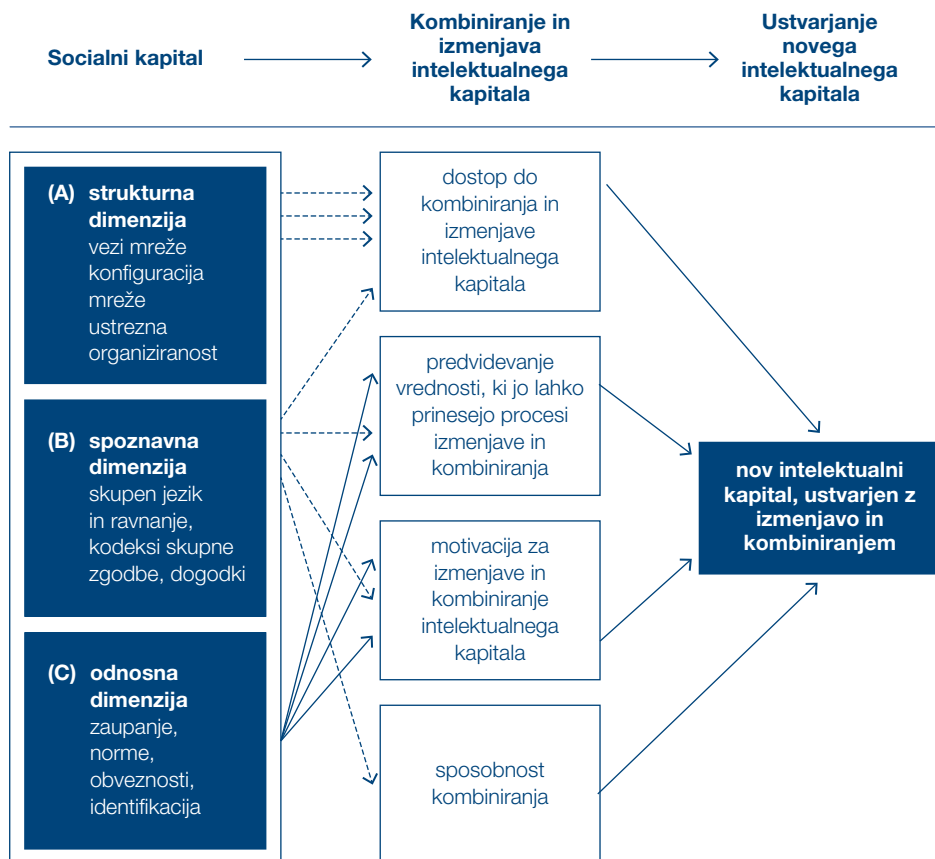 Socialni kapital
Kombiniranje in
izmenjava
intelektualnega
kapitala
Ustvarjanje
novega
intelektualnega
kapitala
(A) strukturna
dimenzija
vezi mreže
konfiguracija
mreže
ustrezna
organiziranost
(B) spoznavna
dimenzija
skupen jezik
in ravnanje,
kodeksi skupne
zgodbe, dogodki
(C) odnosna
dimenzija
zaupanje,
norme,
obveznosti,
identifikacija
dostop do
kombiniranja in
izmenjave
intelektualnega
kapitala
predvidevanje
vrednosti, ki jo lahko
prinesejo procesi
izmenjave in
kombiniranja
motivacija za
izmenjave in
kombiniranje
intelektualnega
kapitala
sposobnost
kombiniranja
nov intelektualni
kapital, ustvarjen z
izmenjavo in
kombiniranjem